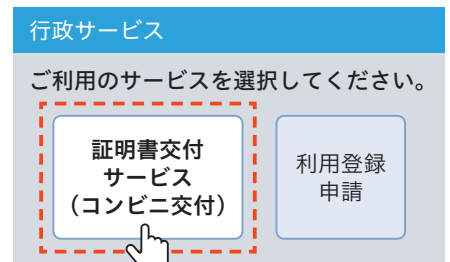 行政サービス
ご利用のサービスを選択してください。
証明書交付
サービス
（コンビニ交付）
利用登録
申請